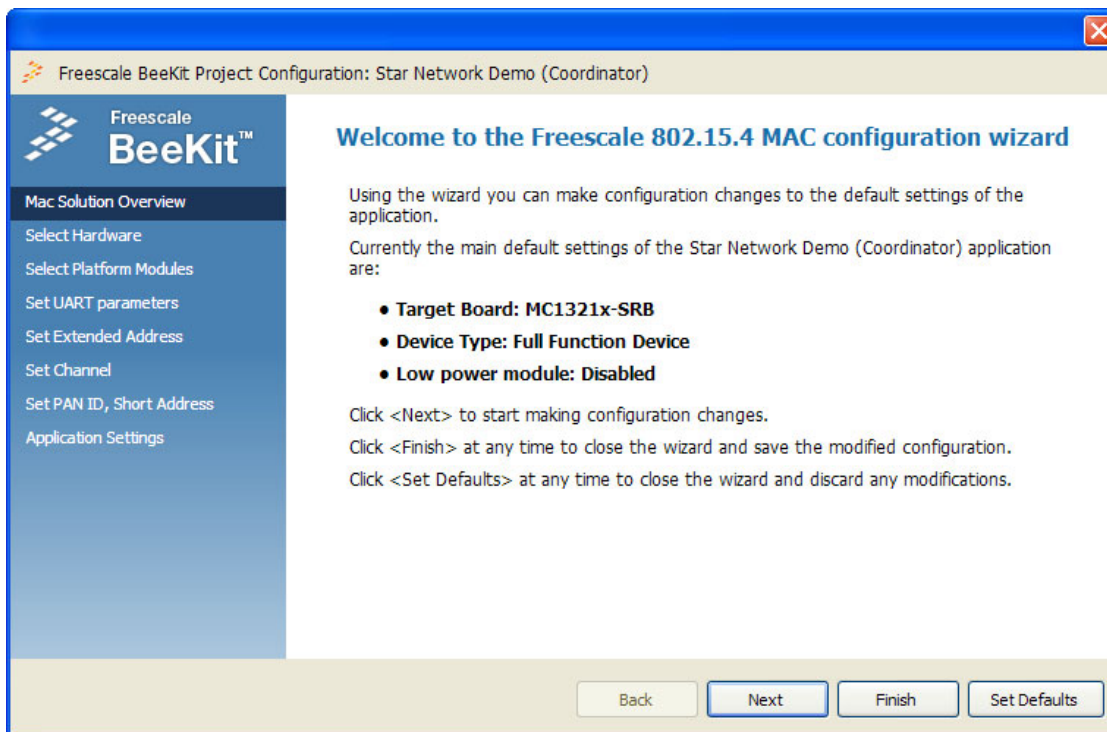 Freescale BeeKit Project Configuration: Star Network Demo (Coordinator)
Freescale
BeeKit™
Mac Solution Overview
Select Hardware
Select Platform Modules
Set UART parameters
Set Extended Address
Set Channel
Set PAN ID, Short Address
Application Settings
Welcome to the Freescale 802.15.4 MAC configuration wizard
Using the wizard you can make configuration changes to the default settings of the
application.
Currently the main default settings of the Star Network Demo (Coordinator) application
are:
• Target Board: MC1321x-SRB
• Device Type: Full Function Device
• Low power module: Disabled
Click <Next> to start making configuration changes.
Click <Finish> at any time to close the wizard and save the modified configuration.
Click <Set Defaults> at any time to close the wizard and discard any modifications.
Back
Next
Finish
Set Defaults